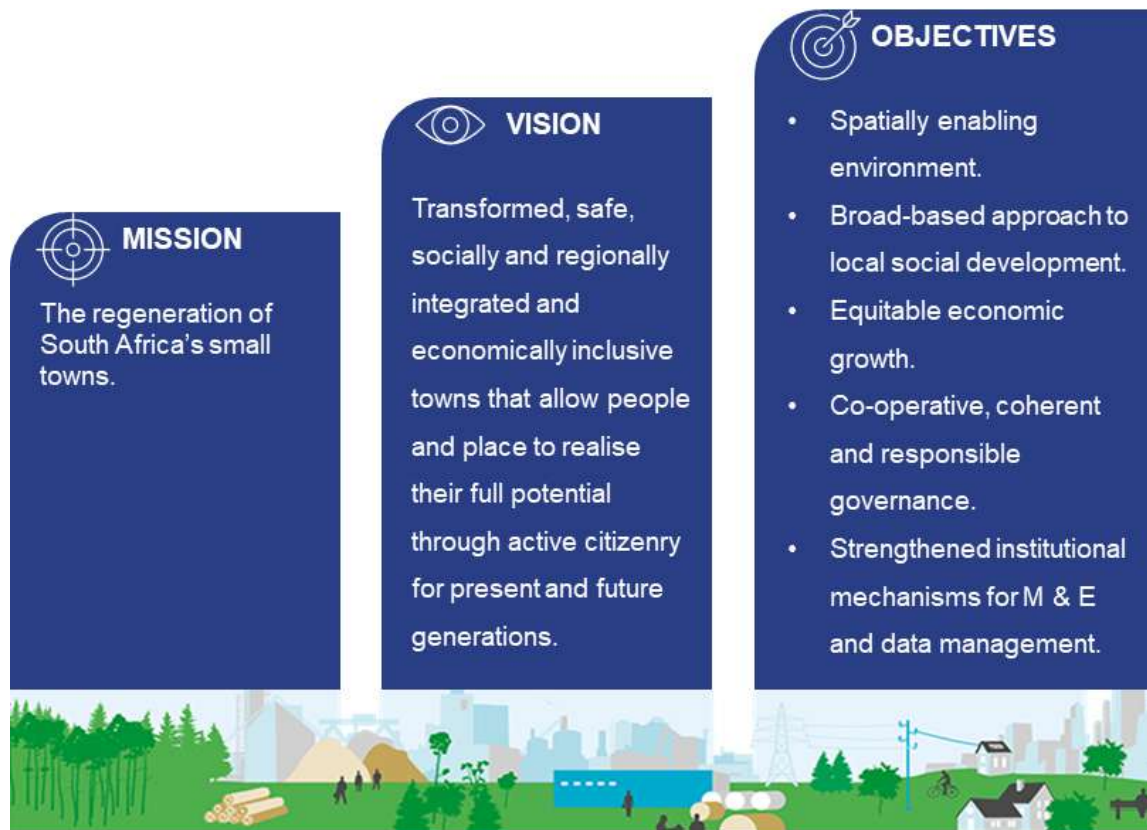 MISSION
The regeneration of
South Africa's small
towns.
VISION
Transformed, safe,
socially and regionally
integrated and
economically inclusive
towns that allow people
and place to realise
their full potential
through active citizenry
for present and future
generations.
OBJECTIVES
• Spatially enabling
environment.
• Broad-based approach to
local social development.
• Equitable economic
growth.
• Co-operative, coherent
and responsible
governance.
• Strengthened institutional
mechanisms for M & E
and data management.